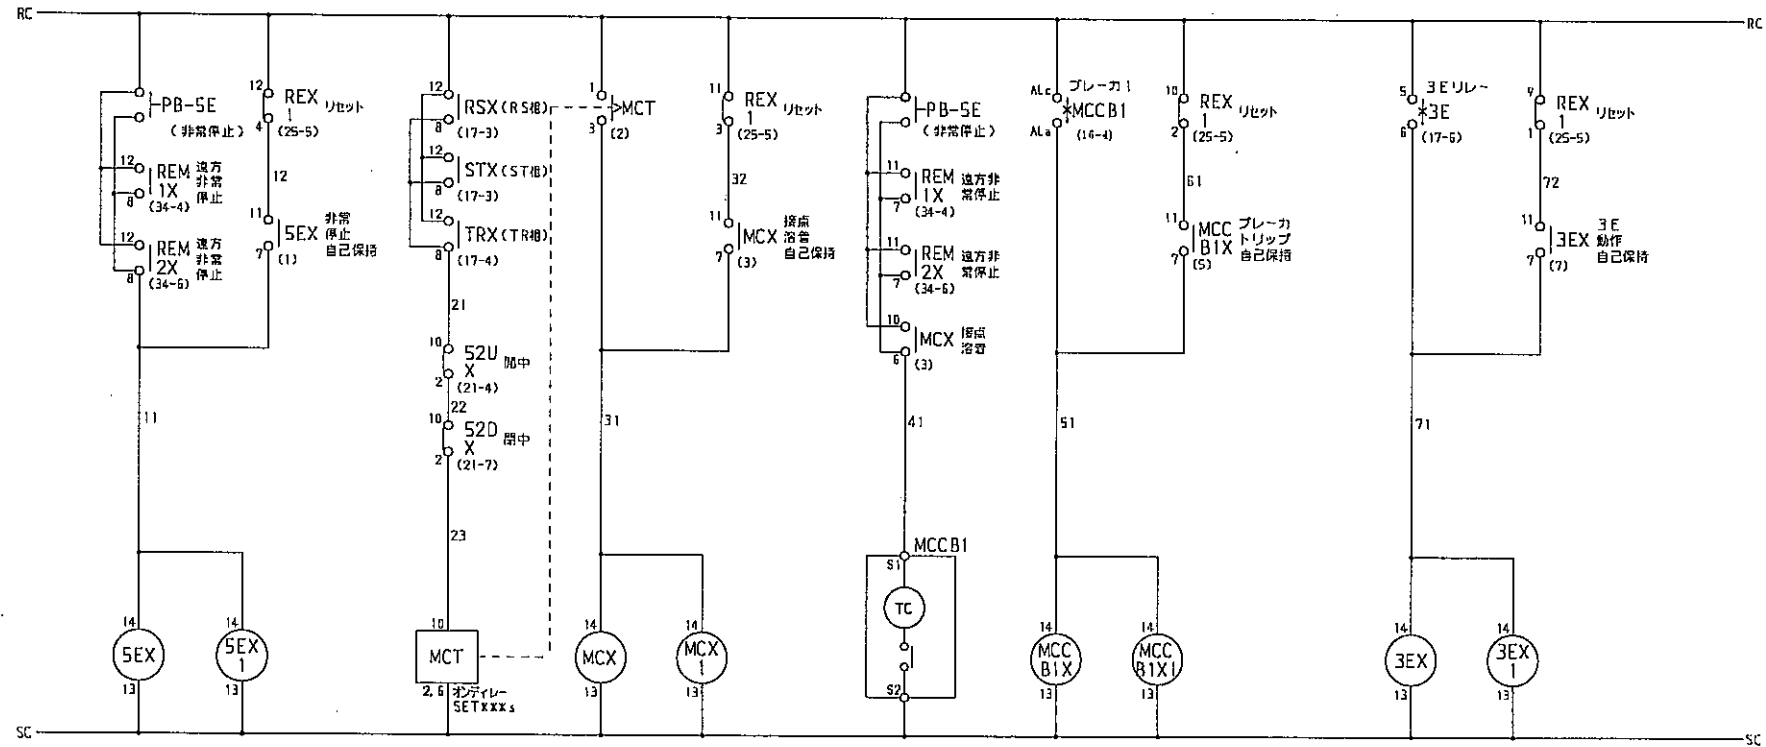 RC
RC
12
PB-5E
(非常停止)
REX
1
リセット
4
(25-5)
12
12
REM
1X
遠方
非常
停止
8
(34-4)
11
5EX
非常
停止
自己保持
7
(1)
12
REM
2X
遠方
非常
停止
8
(34-6)
11
14
5EX
13
14
5EX
1
13
12
RSX(RS相)
8
(17-3)
12
STX(ST相)
8
(17-3)
12
TRX(TR相)
8
(17-4)
21
10
52U
X
開中
2
(21-4)
22
10
52D
X
閉中
2
(21-7)
23
10
MCT
2,6
オンディレー
SET××× s
1
MCT
3
(2)
31
14
MCX
13
11
REX
1
リセット
3
(25-5)
32
11
MCX
接点
溶着
自己保持
7
(3)
14
MCX
1
13
PB-5E
(非常停止)
11
REM
1X
遠方非
常停止
7
(34-4)
11
REM
2X
遠方非
常停止
7
(34-6)
10
MCX
接点
溶着
6
(3)
41
MCCB1
S1
TC
S2
ブレーカ1
ALc
MCCB1
ALa
(16-4)
51
14
MCC
B1X
13
10
REX
1
リセット
2
(25-5)
61
11
MCC
B1X
ブレーカ
トリップ
自己保持
7
(5)
14
MCC
B1X1
13
3Eリレー
5
3E
6
(17-6)
71
14
3EX
13
9
REX
1
リセット
1
(25-5)
72
11
3EX
3E
動作
自己保持
7
(7)
14
3EX
1
13
SC
SC